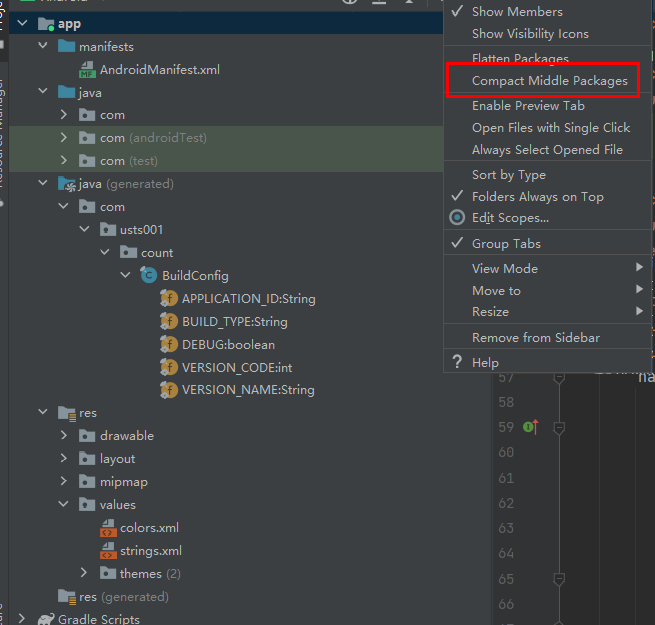 app
manifests
AndroidManifest.xml
java
com
com (androidTest)
com (test)
java (generated)
com
usts001
count
BuildConfig
APPLICATION_ID:String
BUILD_TYPE:String
DEBUG:boolean
VERSION_CODE:int
VERSION_NAME:String
res
drawable
layout
mipmap
values
colors.xml
strings.xml
themes (2)
res (generated)
Gradle Scripts
Show Members
Show Visibility Icons
Flatten Packages
Compact Middle Packages
Enable Preview Tab
Open Files with Single Click
Always Select Opened File
Sort by Type
Folders Always on Top
Edit Scopes...
Group Tabs
View Mode
Move to
Resize
Remove from Sidebar
? Help
57
58
59
60
61
62
63
64
65
66